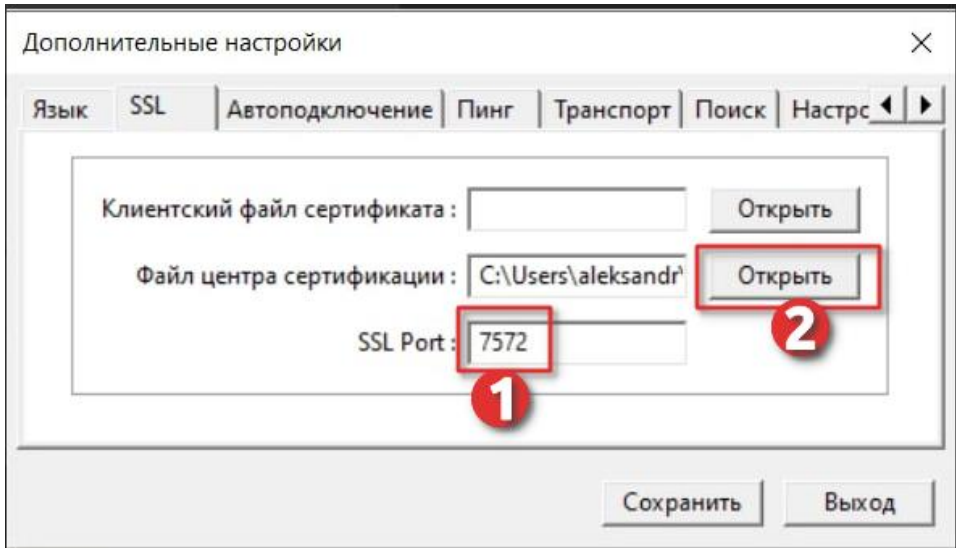 Дополнительные настройки
Язык SSL Автоподключение Пинг Транспорт Поиск Настро
Клиентский файл сертификата : Открыть
Файл центра сертификации : C:\Users\aleksandr\ Открыть
2
SSL Port : 7572
1
Сохранить Выход